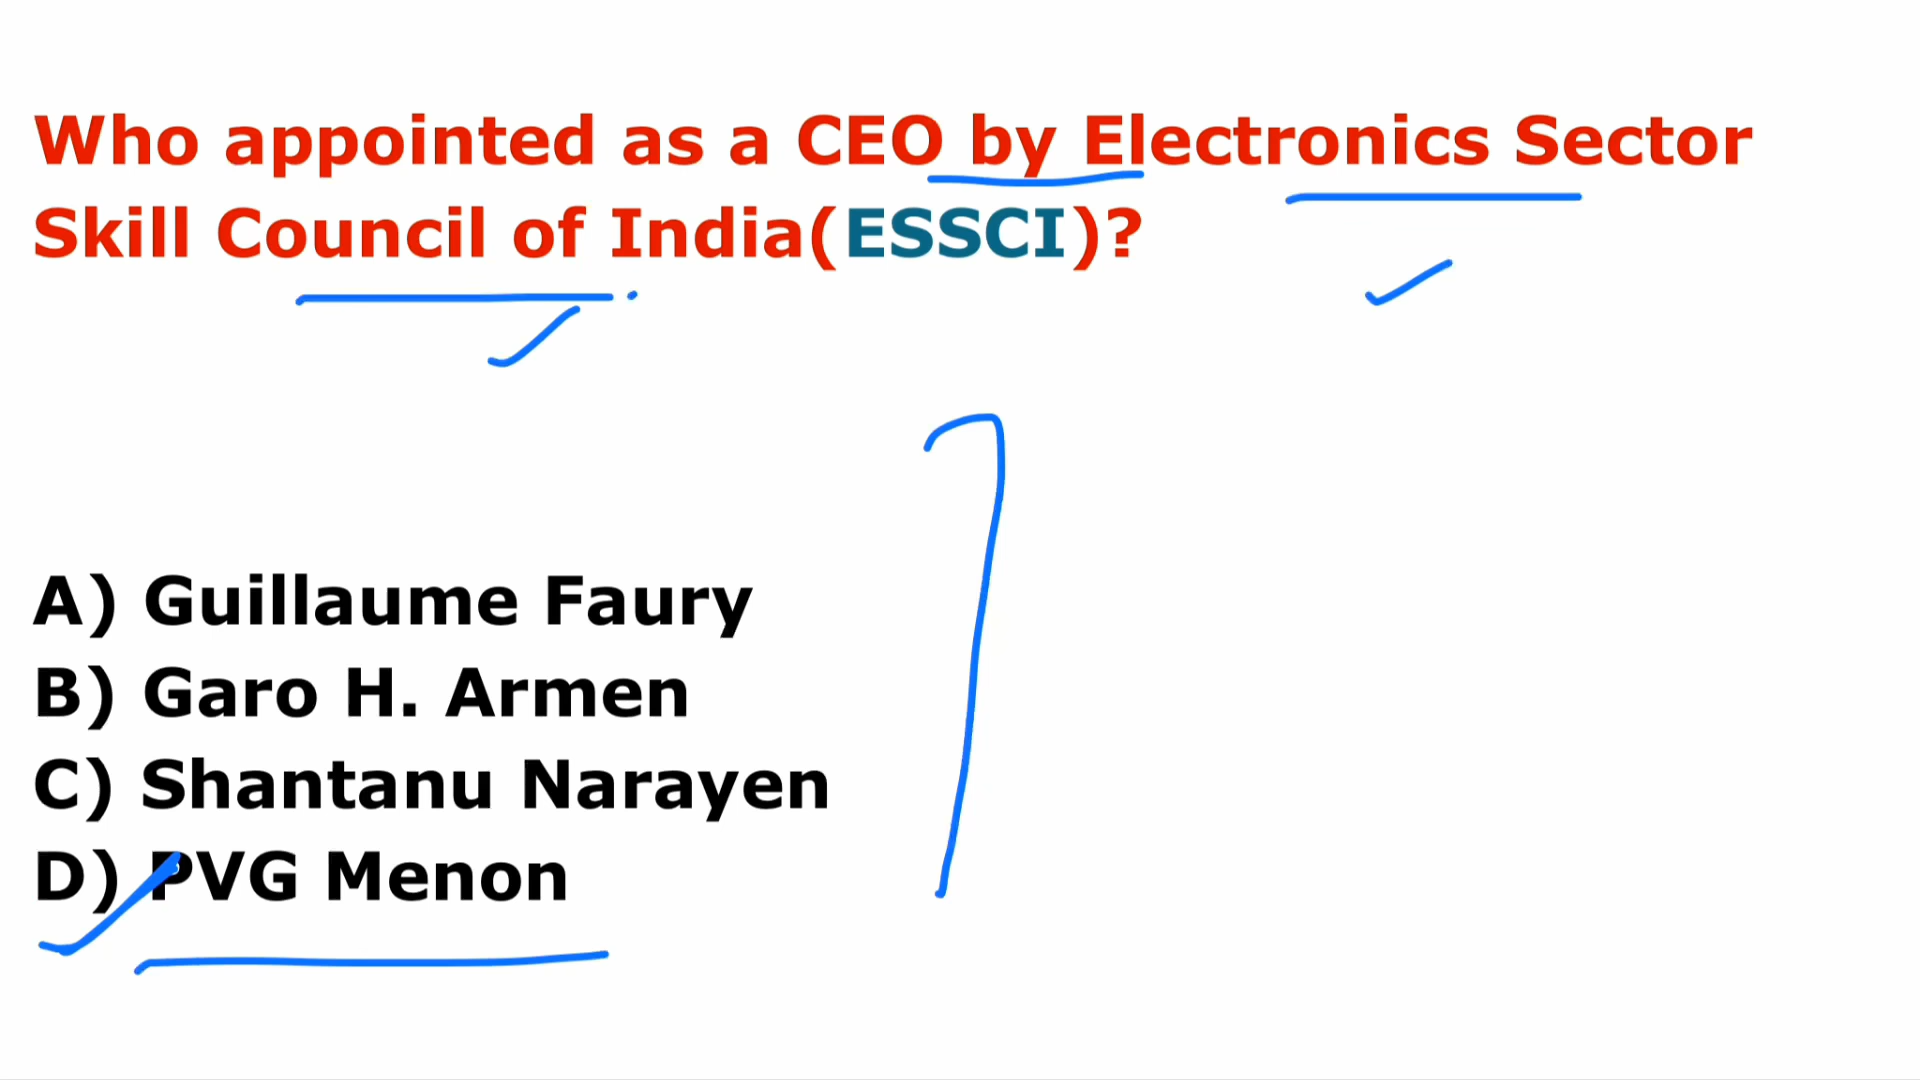 Who appointed as a CEO by Electronics Sector
Skill Council of India(ESSCI)?
A) Guillaume Faury
B) Garo H. Armen
C) Shantanu Narayen
D) PVG Menon